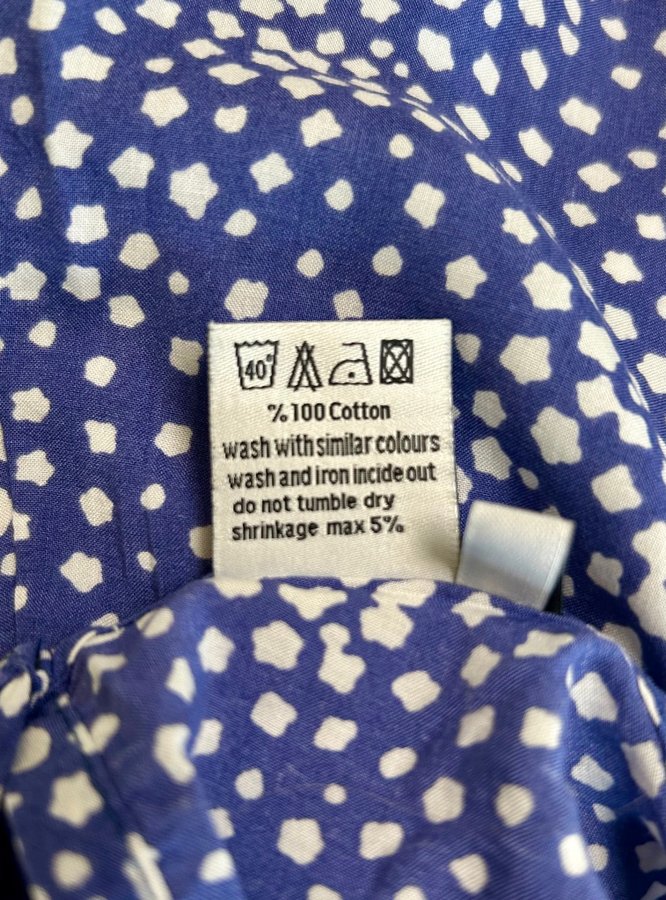 40°
% 100 Cotton
wash with similar colours
wash and iron incide out
do not tumble dry
shrinkage max 5%